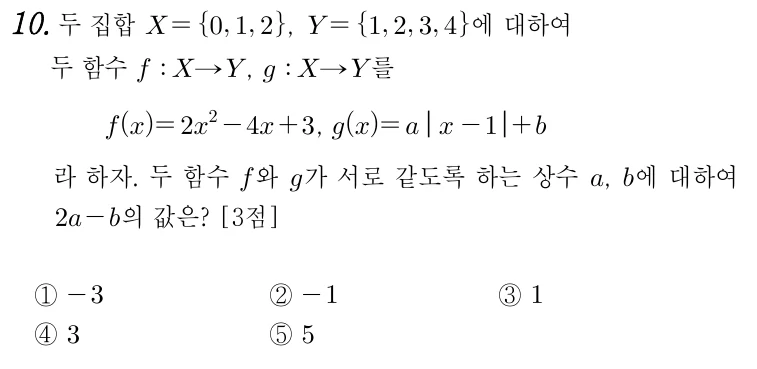 10. 두 집합 X={0, 1, 2}, Y={1, 2, 3, 4}에 대하여
두 함수 f : X→Y, g : X→Y를
f(x)=2x²-4x+3, g(x)=a|x-1|+b
라 하자. 두 함수 f와 g가 서로 같도록 하는 상수 a, b에 대하여
2a-b의 값은? [3점]
① -3 ② -1 ③ 1
④ 3 ⑤ 5